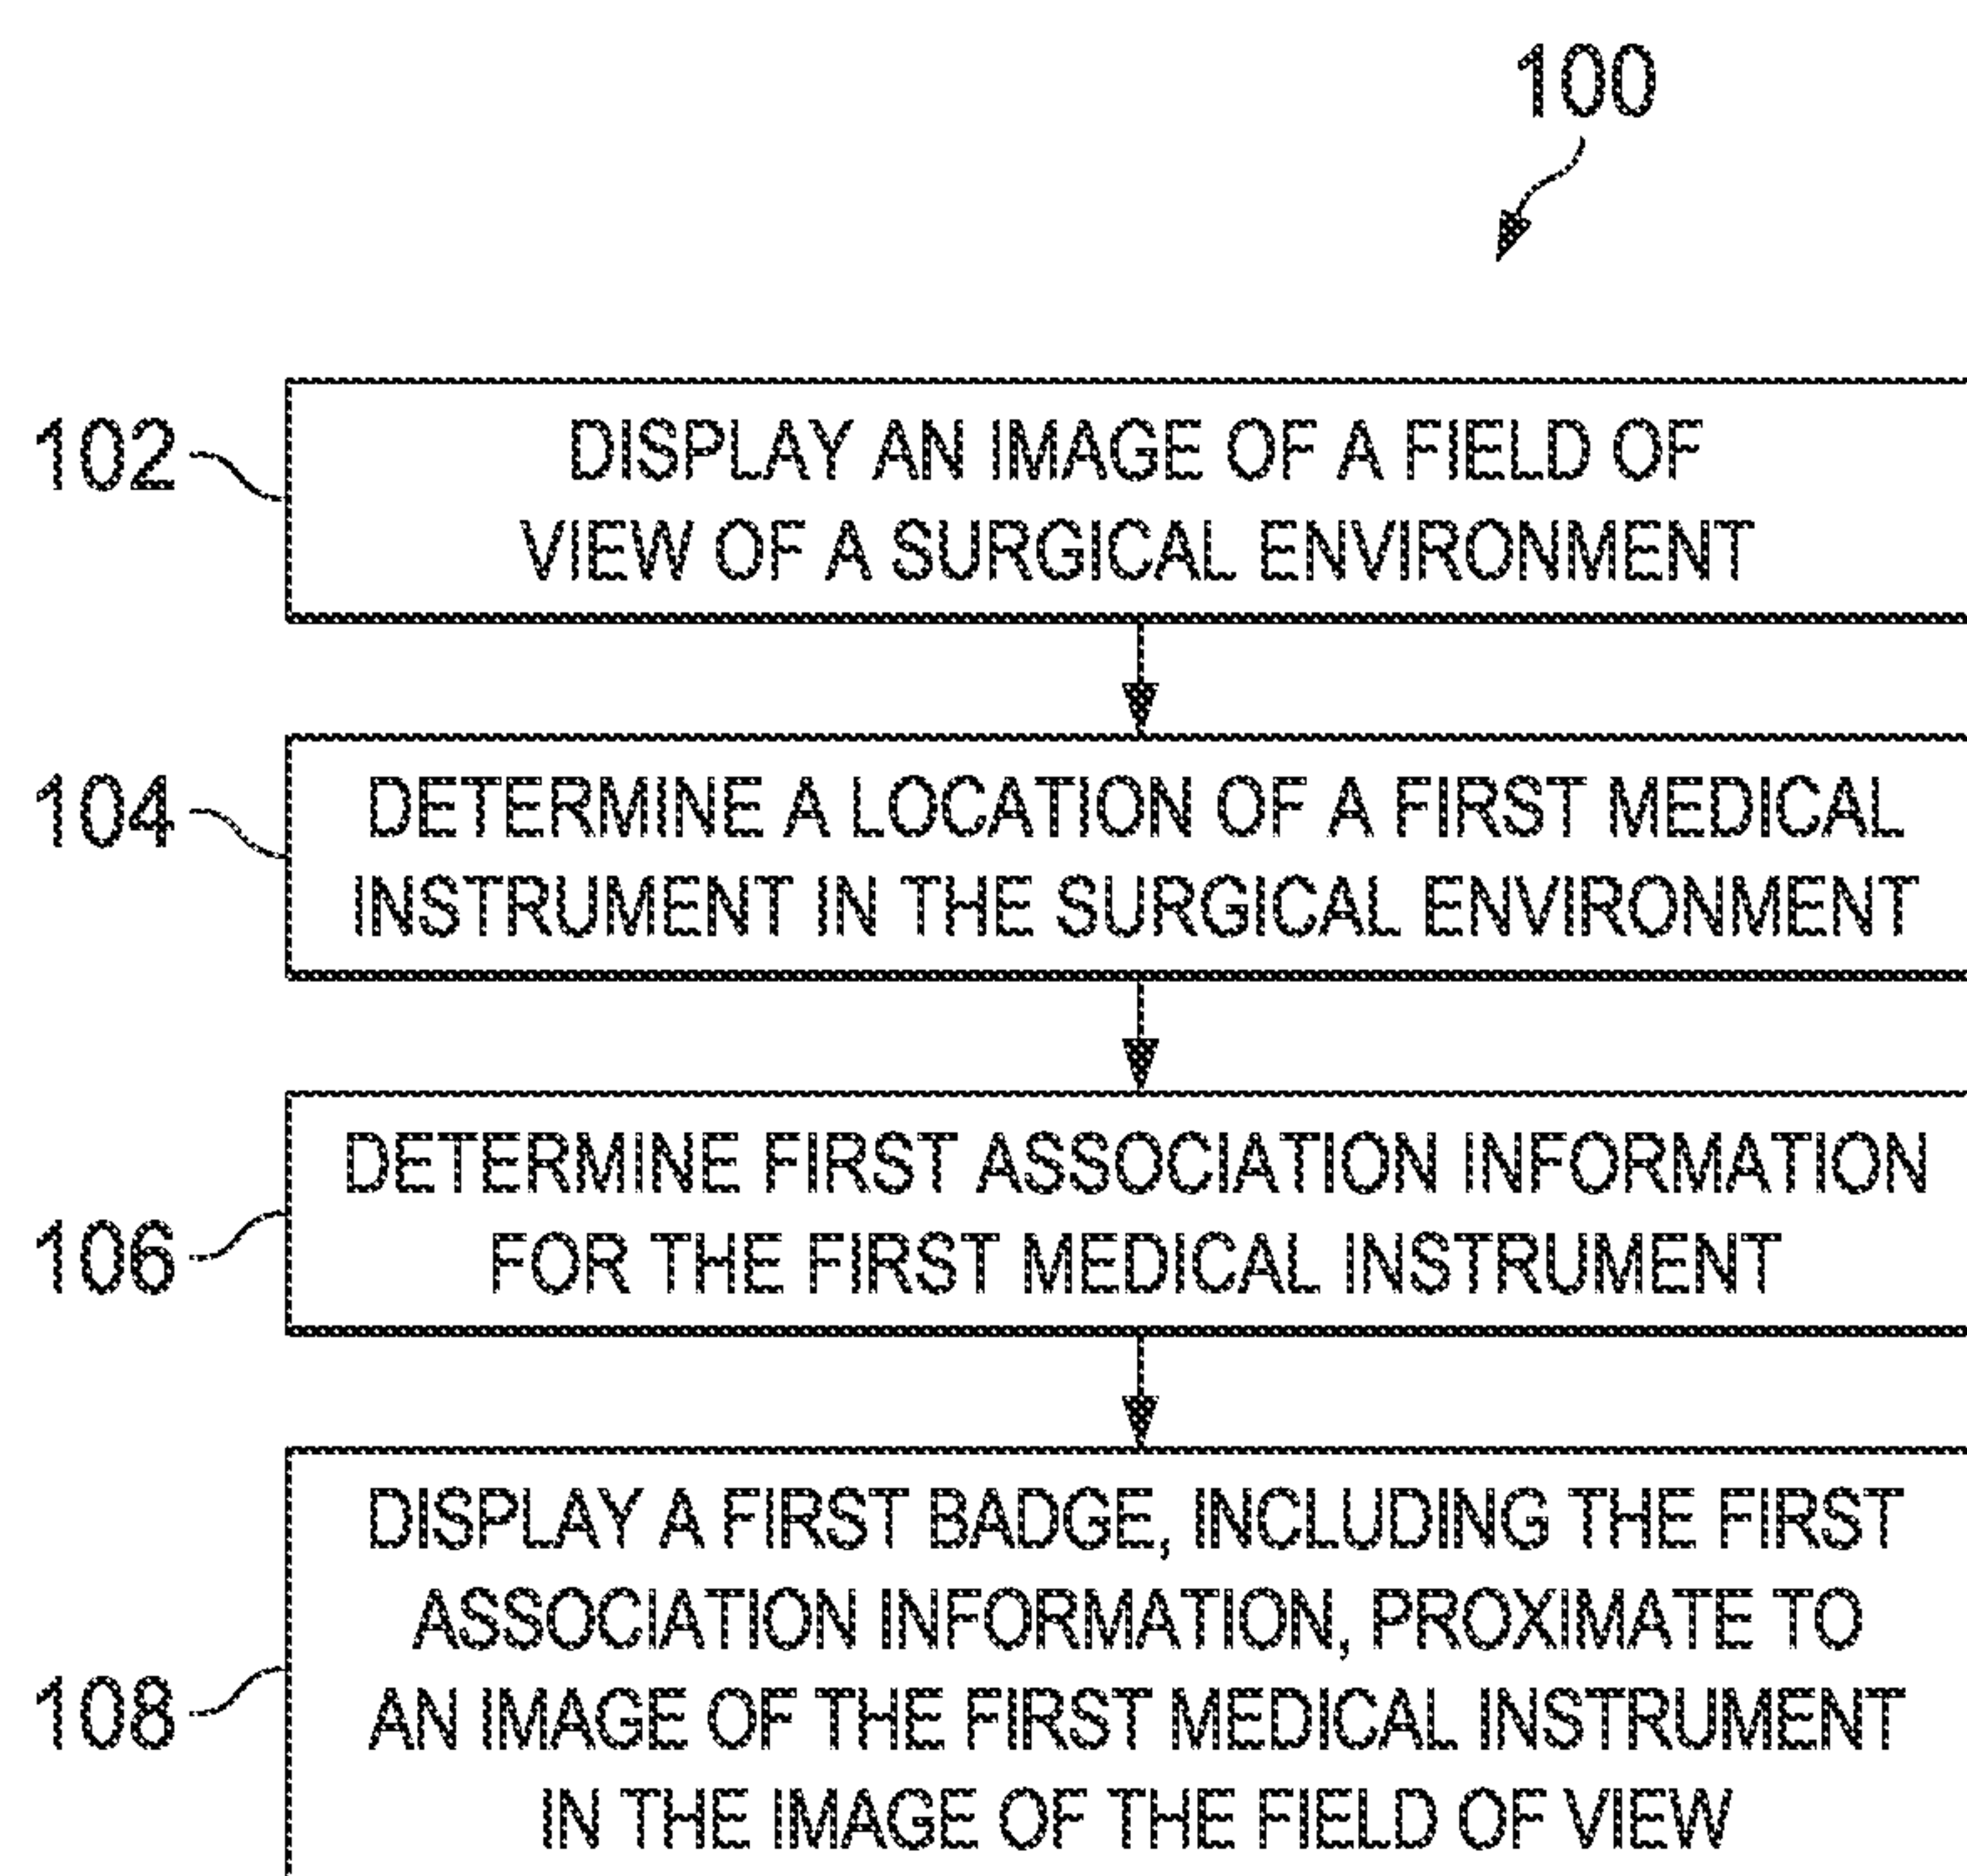 100
102
DISPLAY AN IMAGE OF A FIELD OF
VIEW OF A SURGICAL ENVIRONMENT
104
DETERMINE A LOCATION OF A FIRST MEDICAL
INSTRUMENT IN THE SURGICAL ENVIRONMENT
106
DETERMINE FIRST ASSOCIATION INFORMATION
FOR THE FIRST MEDICAL INSTRUMENT
108
DISPLAY A FIRST BADGE, INCLUDING THE FIRST
ASSOCIATION INFORMATION, PROXIMATE TO
AN IMAGE OF THE FIRST MEDICAL INSTRUMENT
IN THE IMAGE OF THE FIELD OF VIEW